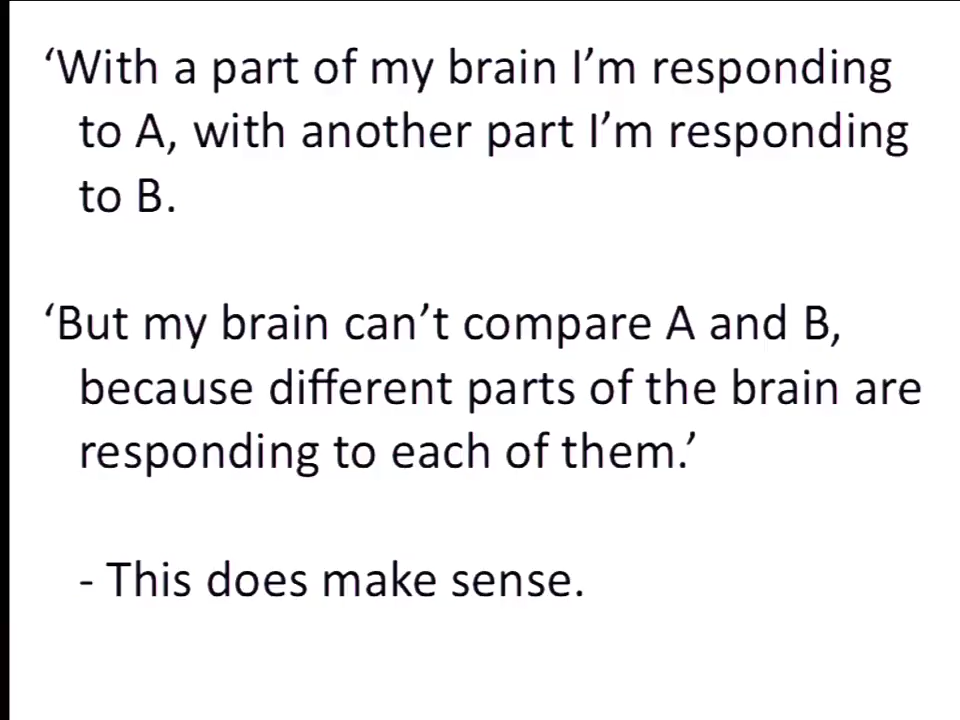 ‘With a part of my brain I’m responding
to A, with another part I’m responding
to B.
‘But my brain can’t compare A and B,
because different parts of the brain are
responding to each of them.’
- This does make sense.